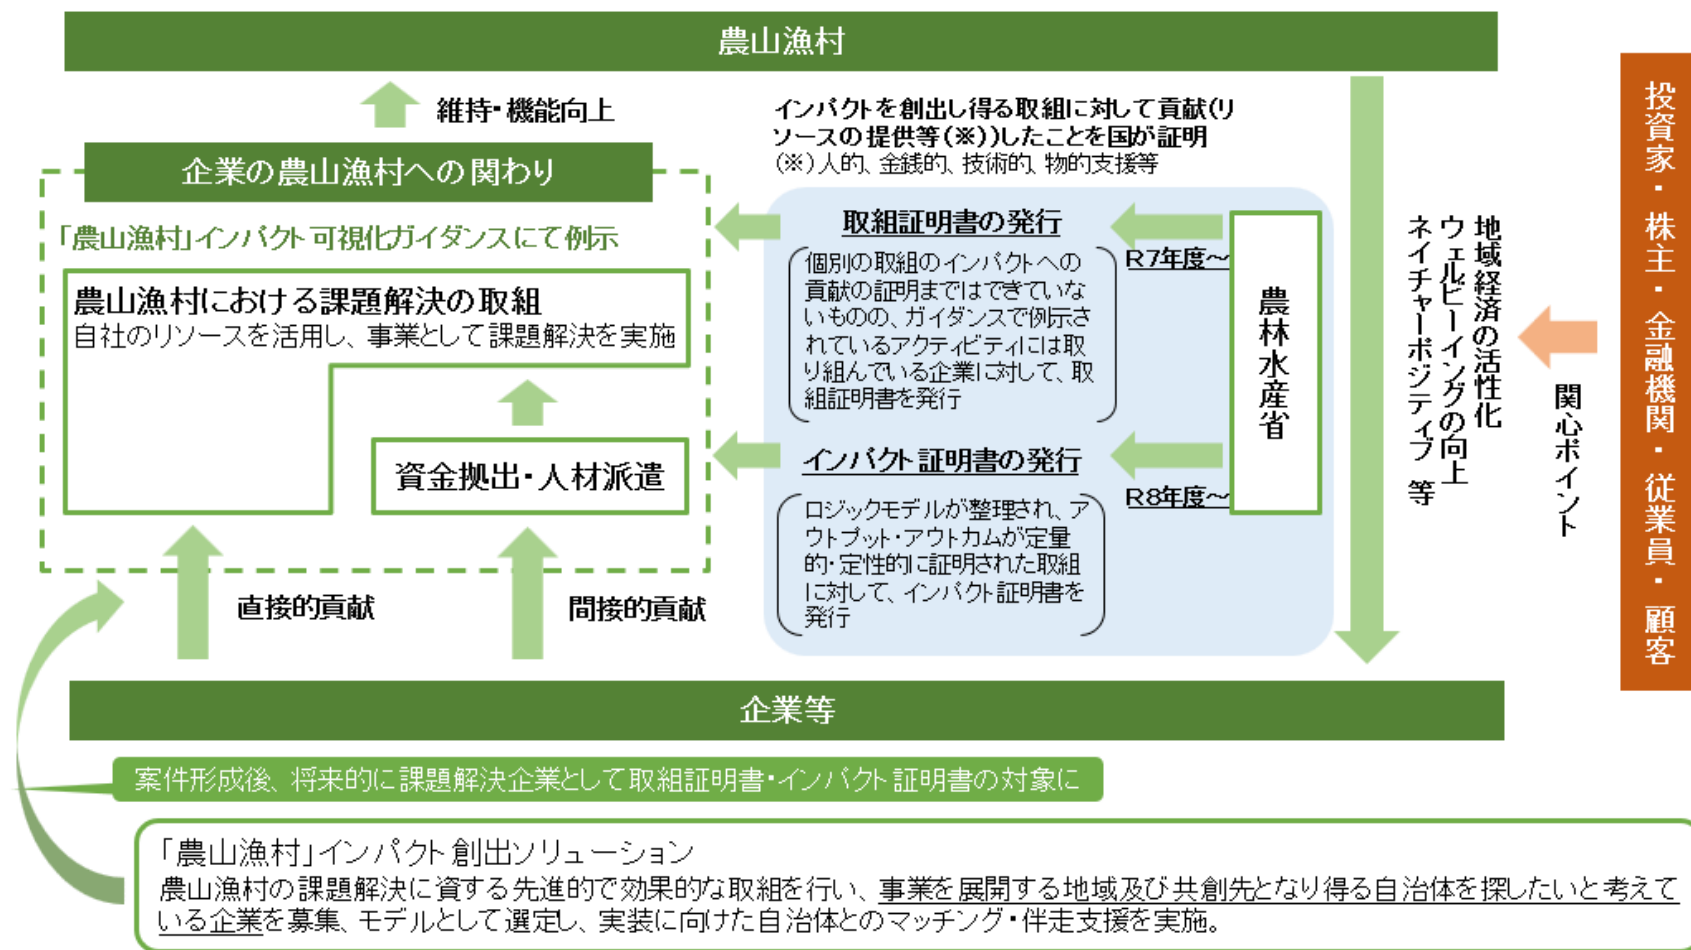 農山漁村
維持・機能向上
インパクトを創出し得る取組に対して貢献(リ
ソースの提供等(※))したことを国が証明
(※)人的、金銭的、技術的、物的支援等
企業の農山漁村への関わり
「農山漁村」インパクト可視化ガイダンスにて例示
農山漁村における課題解決の取組
自社のリソースを活用し、事業として課題解決を実施
資金拠出・人材派遣
取組証明書の発行
R7年度～
個別の取組のインパクトへの
貢献の証明まではできていな
いものの、ガイダンスで例示さ
れているアクティビティには取
り組んでいる企業に対して、取
組証明書を発行
インパクト証明書の発行
R8年度～
ロジックモデルが整理され、ア
ウトプット・アウトカムが定量
的・定性的に証明された取組
に対して、インパクト証明書を
発行
農林水産省
地域経済の活性化
ウェルビーイングの向上
ネイチャーポジティブ 等
関心ポイント
投資家・株主・金融機関・従業員・顧客
直接的貢献
間接的貢献
企業等
案件形成後、将来的に課題解決企業として取組証明書・インパクト証明書の対象に
「農山漁村」インパクト創出ソリューション
農山漁村の課題解決に資する先進的で効果的な取組を行い、事業を展開する地域及び共創先となり得る自治体を探したいと考えて
いる企業を募集、モデルとして選定し、実装に向けた自治体とのマッチング・伴走支援を実施。